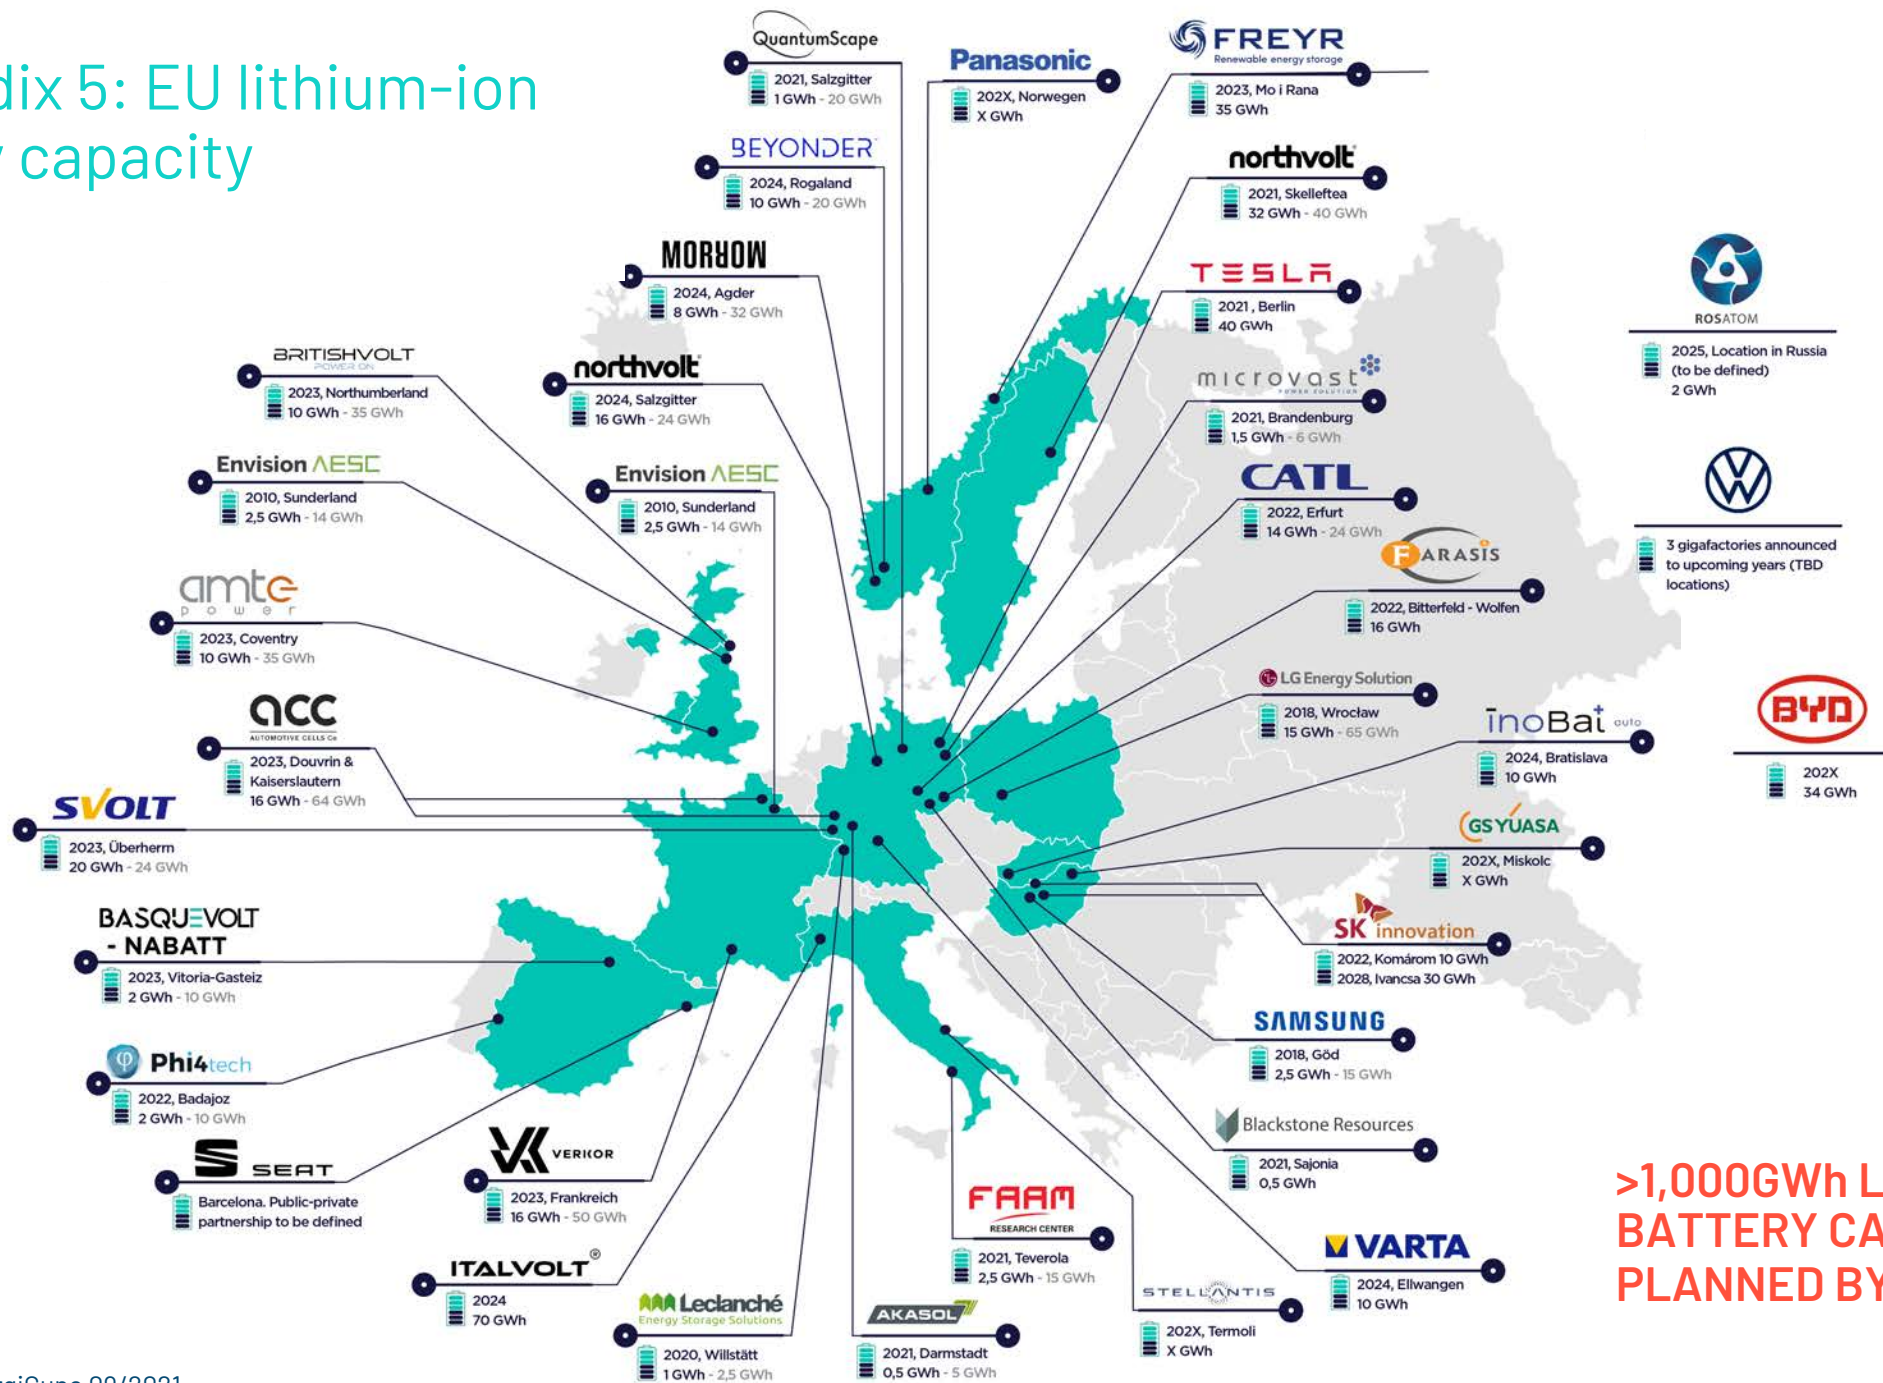 dix 5: EU lithium-ion
y capacity
QuantumScape
2021, Salzgitter
1 GWh - 20 GWh
Panasonic
202X, Norwegen
X GWh
FREYR
Renewable energy storage
2023, Mo i Rana
35 GWh
BEYONDER
2024, Rogaland
10 GWh - 20 GWh
northvolt
2021, Skelleftea
32 GWh - 40 GWh
MORROW
2024, Agder
8 GWh - 32 GWh
TESLA
2021 , Berlin
40 GWh
ROSATOM
2025, Location in Russia
(to be defined)
2 GWh
BRITISHVOLT
POWER ON
2023, Northumberland
10 GWh - 35 GWh
northvolt
2024, Salzgitter
16 GWh - 24 GWh
microvast
POWER SOLUTION
2021, Brandenburg
1,5 GWh - 6 GWh
Envision AESC
2010, Sunderland
2,5 GWh - 14 GWh
Envision AESC
2010, Sunderland
2,5 GWh - 14 GWh
CATL
2022, Erfurt
14 GWh - 24 GWh
3 gigafactories announced
to upcoming years (TBD
locations)
FARASIS
2022, Bitterfeld - Wolfen
16 GWh
amte
power
2023, Coventry
10 GWh - 35 GWh
LG Energy Solution
2018, Wrocław
15 GWh - 65 GWh
acc
AUTOMOTIVE CELLS Co
2023, Douvrin &
Kaiserslautern
16 GWh - 64 GWh
inoBat auto
2024, Bratislava
10 GWh
BYD
202X
34 GWh
SVOLT
2023, Überherrn
20 GWh - 24 GWh
GS YUASA
202X, Miskolc
X GWh
BASQUEVOLT
- NABATT
2023, Vitoria-Gasteiz
2 GWh - 10 GWh
SK innovation
2022, Komárom 10 GWh
2028, Ivancsa 30 GWh
Phi4tech
2022, Badajoz
2 GWh - 10 GWh
SAMSUNG
2018, Göd
2,5 GWh - 15 GWh
SEAT
Barcelona. Public-private
partnership to be defined
VERKOR
2023, Frankreich
16 GWh - 50 GWh
Blackstone Resources
2021, Sajonia
0,5 GWh
FAAM
RESEARCH CENTER
2021, Teverola
2,5 GWh - 15 GWh
>1,000GWh L
BATTERY CA
PLANNED BY
ITALVOLT®
2024
70 GWh
VARTA
2024, Ellwangen
10 GWh
Leclanché
Energy Storage Solutions
2020, Willstätt
1 GWh - 2,5 GWh
AKASOL
2021, Darmstadt
0,5 GWh - 5 GWh
STELLANTIS
202X, Termoli
X GWh